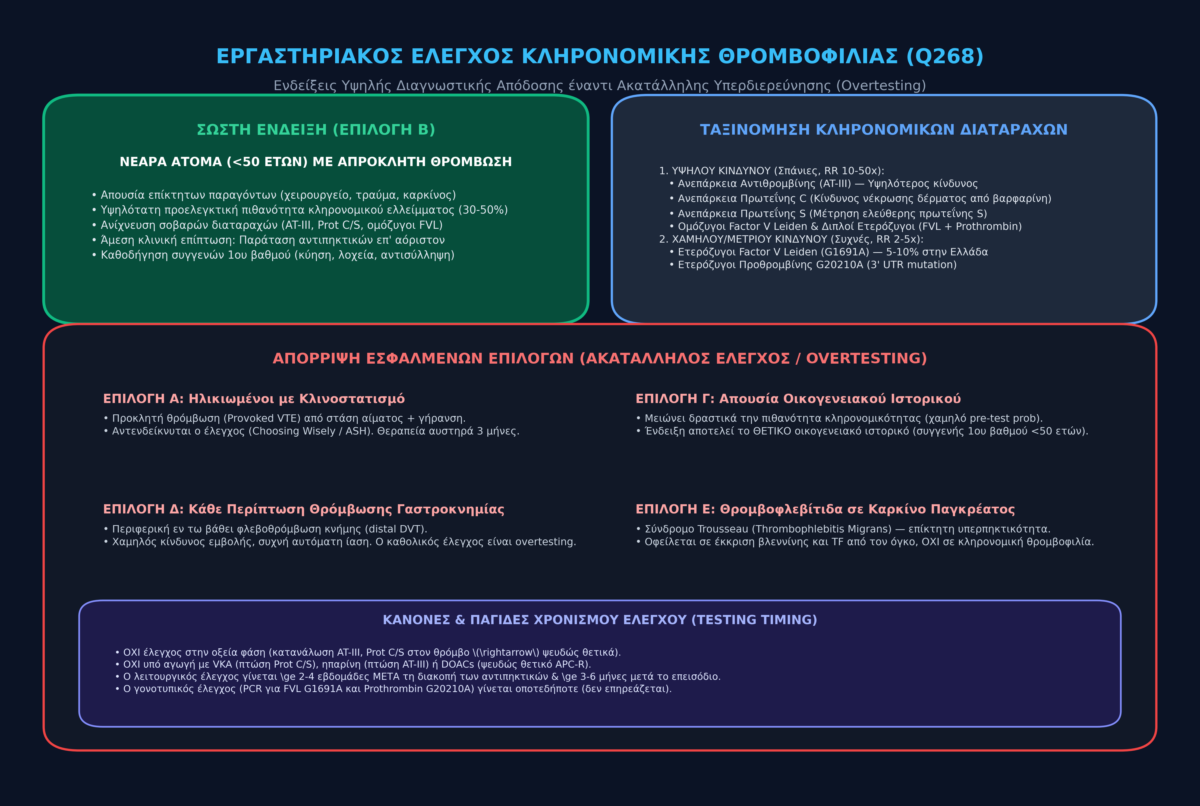 ΕΡΓΑΣΤΗΡΙΑΚΟΣ ΕΛΕΓΧΟΣ ΚΛΗΡΟΝΟΜΙΚΗΣ ΘΡΟΜΒΟΦΙΛΙΑΣ (Q268)
Ενδείξεις Υψηλής Διαγνωστικής Απόδοσης έναντι Ακατάλληλης Υπερδιερεύνησης (Overtesting)
ΣΩΣΤΗ ΕΝΔΕΙΞΗ (ΕΠΙΛΟΓΗ Β)
ΝΕΑΡΑ ΑΤΟΜΑ (<50 ΕΤΩΝ) ΜΕ ΑΠΡΟΚΛΗΤΗ ΘΡΟΜΒΩΣΗ
• Απουσία επίκτητων παραγόντων (χειρουργείο, τραύμα, καρκίνος)
• Υψηλότατη προελεγκτική πιθανότητα κληρονομικού ελλείμματος (30-50%)
• Ανίχνευση σοβαρών διαταραχών (AT-III, Prot C/S, ομόζυγοι FVL)
• Άμεση κλινική επίπτωση: Παράταση αντιπηκτικών επ' αόριστον
• Καθοδήγηση συγγενών 1ου βαθμού (κύηση, λοχεία, αντισύλληψη)
ΤΑΞΙΝΟΜΗΣΗ ΚΛΗΡΟΝΟΜΙΚΩΝ ΔΙΑΤΑΡΑΧΩΝ
1. ΥΨΗΛΟΥ ΚΙΝΔΥΝΟΥ (Σπάνιες, RR 10-50x):
• Ανεπάρκεια Αντιθρομβίνης (AT-III) — Υψηλότερος κίνδυνος
• Ανεπάρκεια Πρωτεΐνης C (Κίνδυνος νέκρωσης δέρματος από βαρφαρίνη)
• Ανεπάρκεια Πρωτεΐνης S (Μέτρηση ελεύθερης πρωτεΐνης S)
• Ομόζυγοι Factor V Leiden & Διπλοί Ετερόζυγοι (FVL + Prothrombin)
2. ΧΑΜΗΛΟΥ/ΜΕΤΡΙΟΥ ΚΙΝΔΥΝΟΥ (Συχνές, RR 2-5x):
• Ετερόζυγοι Factor V Leiden (G1691A) — 5-10% στην Ελλάδα
• Ετερόζυγοι Προθρομβίνης G20210A (3' UTR mutation)
ΑΠΟΡΡΙΨΗ ΕΣΦΑΛΜΕΝΩΝ ΕΠΙΛΟΓΩΝ (ΑΚΑΤΑΛΛΗΛΟΣ ΕΛΕΓΧΟΣ / OVERTESTING)
ΕΠΙΛΟΓΗ Α: Ηλικιωμένοι με Κλινοστατισμό
• Προκλητή θρόμβωση (Provoked VTE) από στάση αίματος + γήρανση.
• Αντενδείκνυται ο έλεγχος (Choosing Wisely / ASH). Θεραπεία αυστηρά 3 μήνες.
ΕΠΙΛΟΓΗ Γ: Απουσία Οικογενειακού Ιστορικού
• Μειώνει δραστικά την πιθανότητα κληρονομικότητας (χαμηλό pre-test prob).
• Ένδειξη αποτελεί το ΘΕΤΙΚΟ οικογενειακό ιστορικό (συγγενής 1ου βαθμού <50 ετών).
ΕΠΙΛΟΓΗ Δ: Κάθε Περίπτωση Θρόμβωσης Γαστροκνημίας
• Περιφερική εν τω βάθει φλεβοθρόμβωση κνήμης (distal DVT).
• Χαμηλός κίνδυνος εμβολής, συχνή αυτόματη ίαση. Ο καθολικός έλεγχος είναι overtesting.
ΕΠΙΛΟΓΗ Ε: Θρομβοφλεβίτιδα σε Καρκίνο Παγκρέατος
• Σύνδρομο Trousseau (Thrombophlebitis Migrans) — επίκτητη υπερπηκτικότητα.
• Οφείλεται σε έκκριση βλεννίνης και TF από τον όγκο, ΟΧΙ σε κληρονομική θρομβοφιλία.
ΚΑΝΟΝΕΣ & ΠΑΓΙΔΕΣ ΧΡΟΝΙΣΜΟΥ ΕΛΕΓΧΟΥ (TESTING TIMING)
• ΟΧΙ έλεγχος στην οξεία φάση (κατανάλωση AT-III, Prot C/S στον θρόμβο \(\rightarrow\) ψευδώς θετικά).
• ΟΧΙ υπό αγωγή με VKA (πτώση Prot C/S), ηπαρίνη (πτώση AT-III) ή DOACs (ψευδώς θετικό APC-R).
• Ο λειτουργικός έλεγχος γίνεται \ge 2-4 εβδομάδες ΜΕΤΑ τη διακοπή των αντιπηκτικών & \ge 3-6 μήνες μετά το επεισόδιο.
• Ο γονοτυπικός έλεγχος (PCR για FVL G1691A και Prothrombin G20210A) γίνεται οποτεδήποτε (δεν επηρεάζεται).